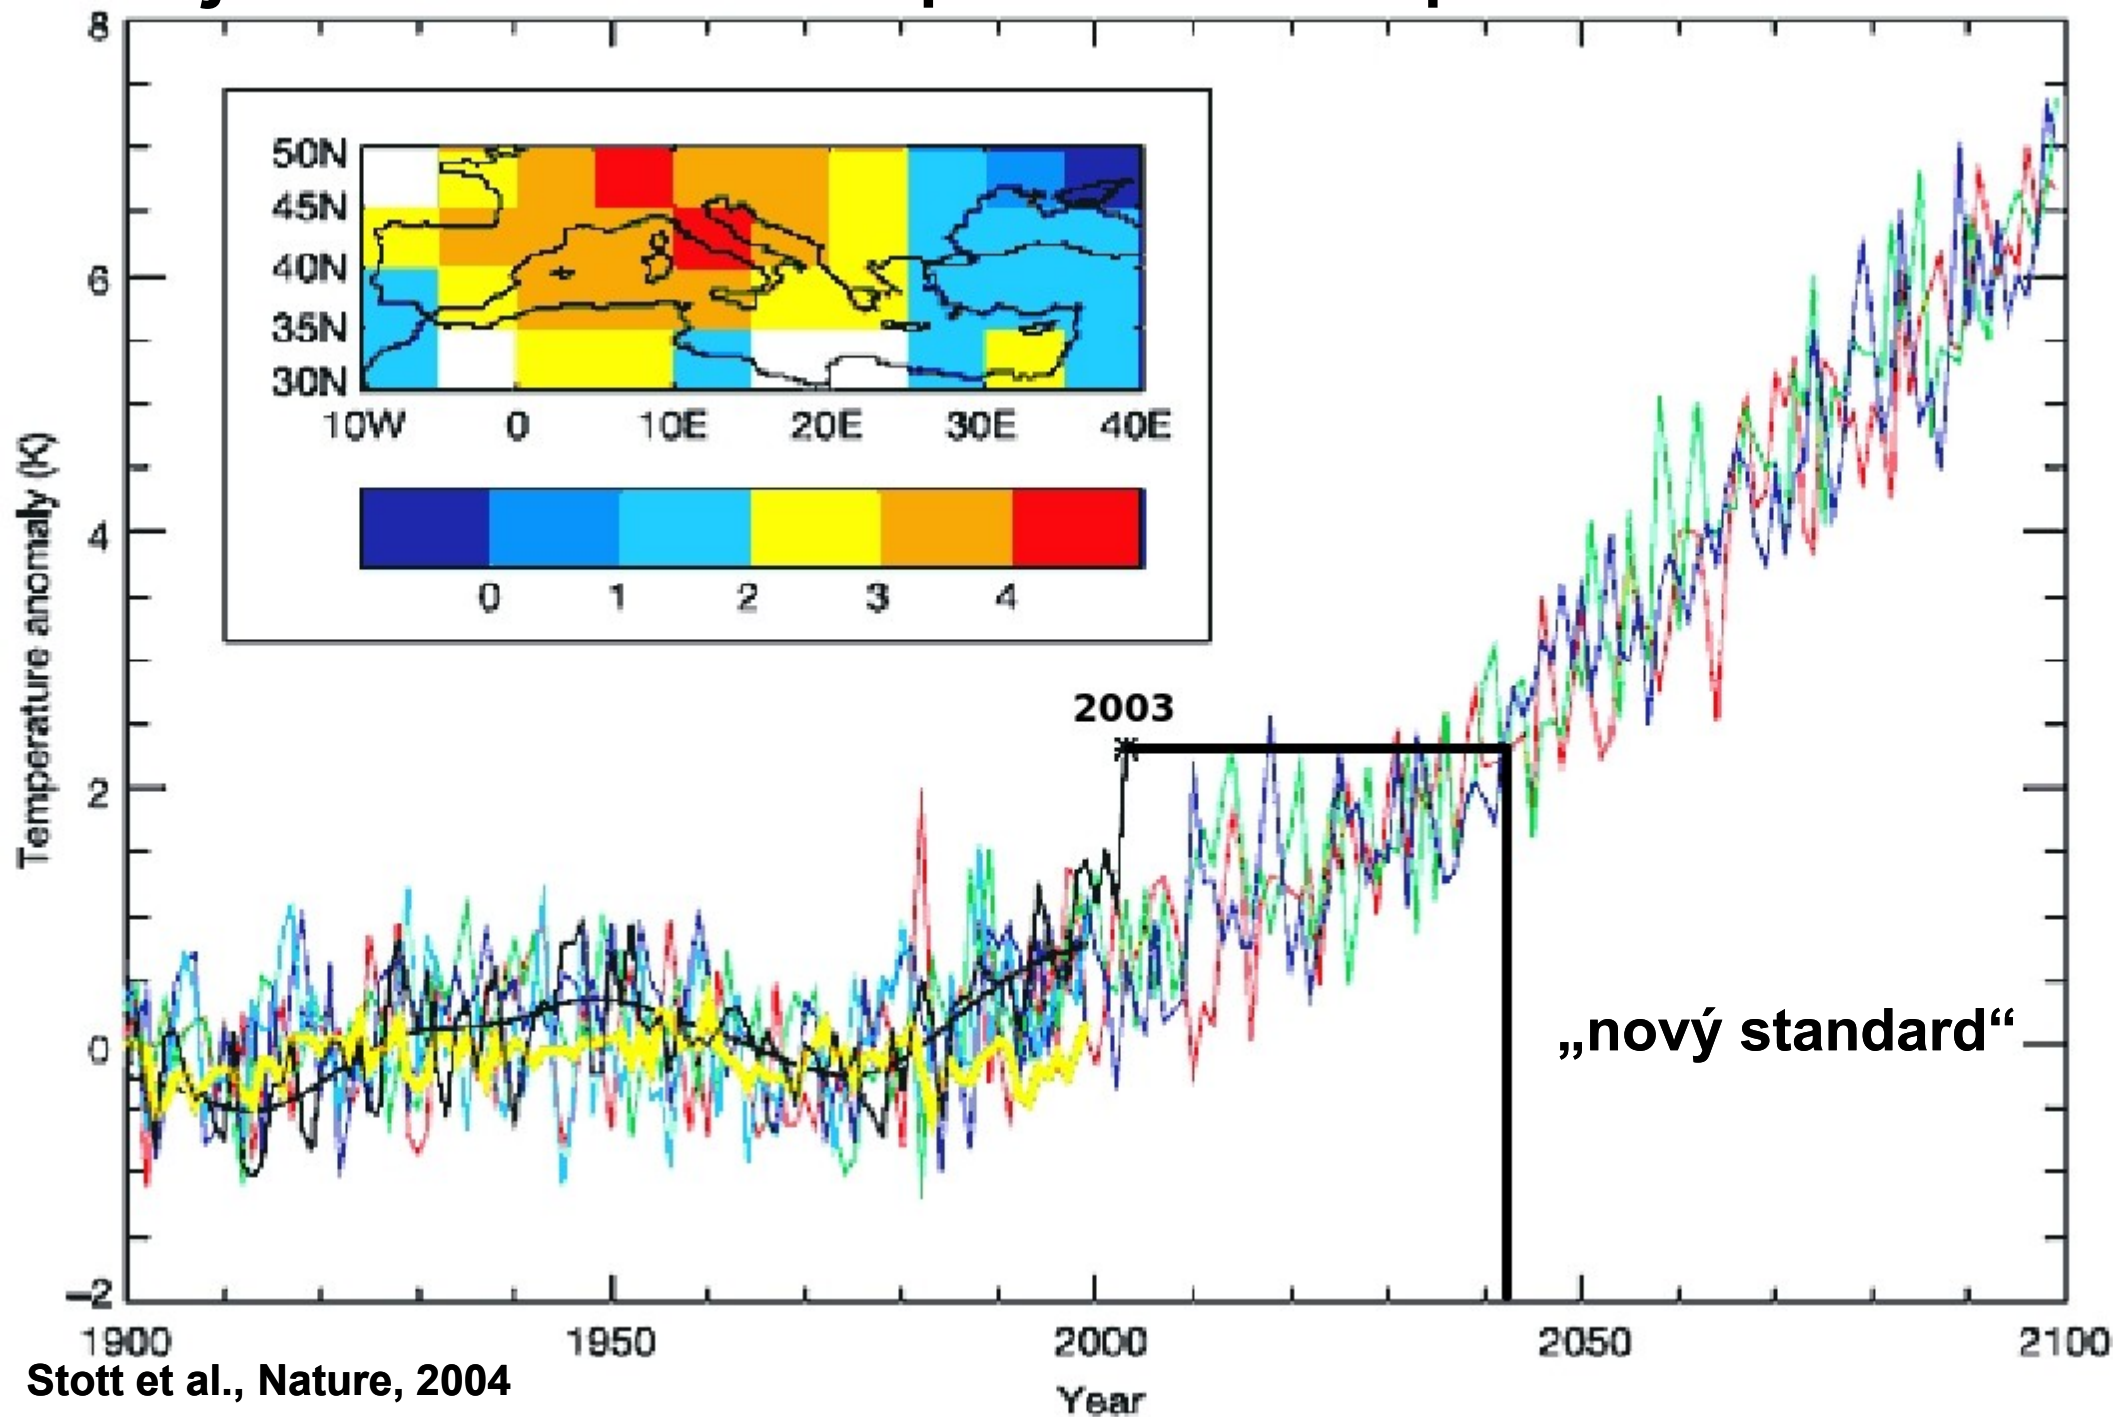 8
6
4
2
0
−2
Temperature anomaly (K)
50N
45N
40N
35N
30N
10W 0 10E 20E 30E 40E
0 1 2 3 4
2003
„nový standard“
1900 1950 2000 2050 2100
Year
Stott et al., Nature, 2004